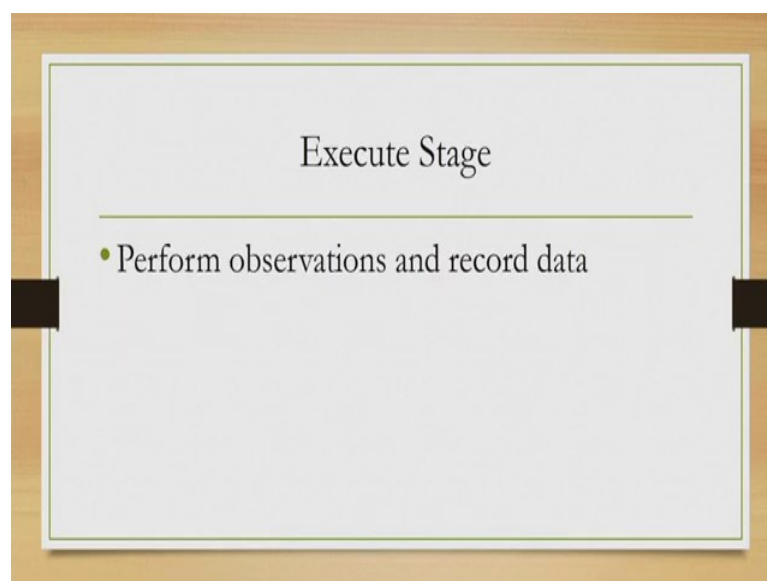 Execute Stage
• Perform observations and record data